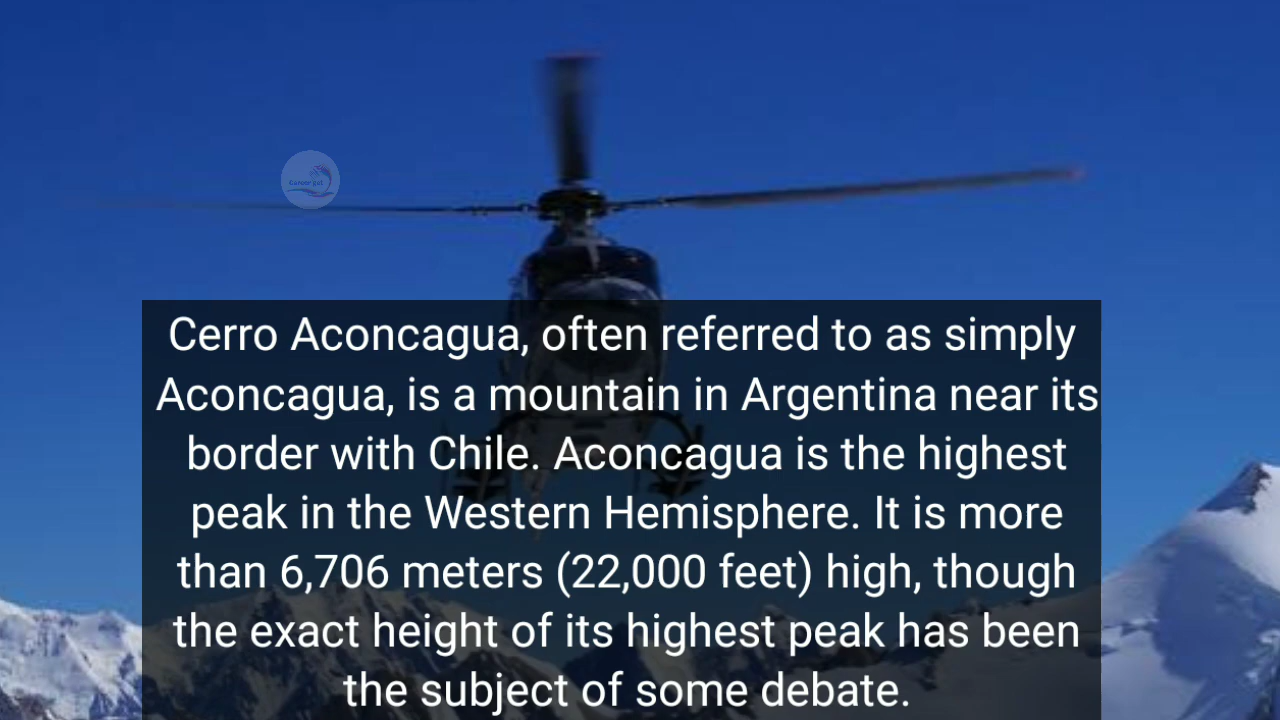 Cerro Aconcagua, often referred to as simply
Aconcagua, is a mountain in Argentina near its
border with Chile. Aconcagua is the highest
peak in the Western Hemisphere. It is more
than 6,706 meters (22,000 feet) high, though
the exact height of its highest peak has been
the subject of some debate.